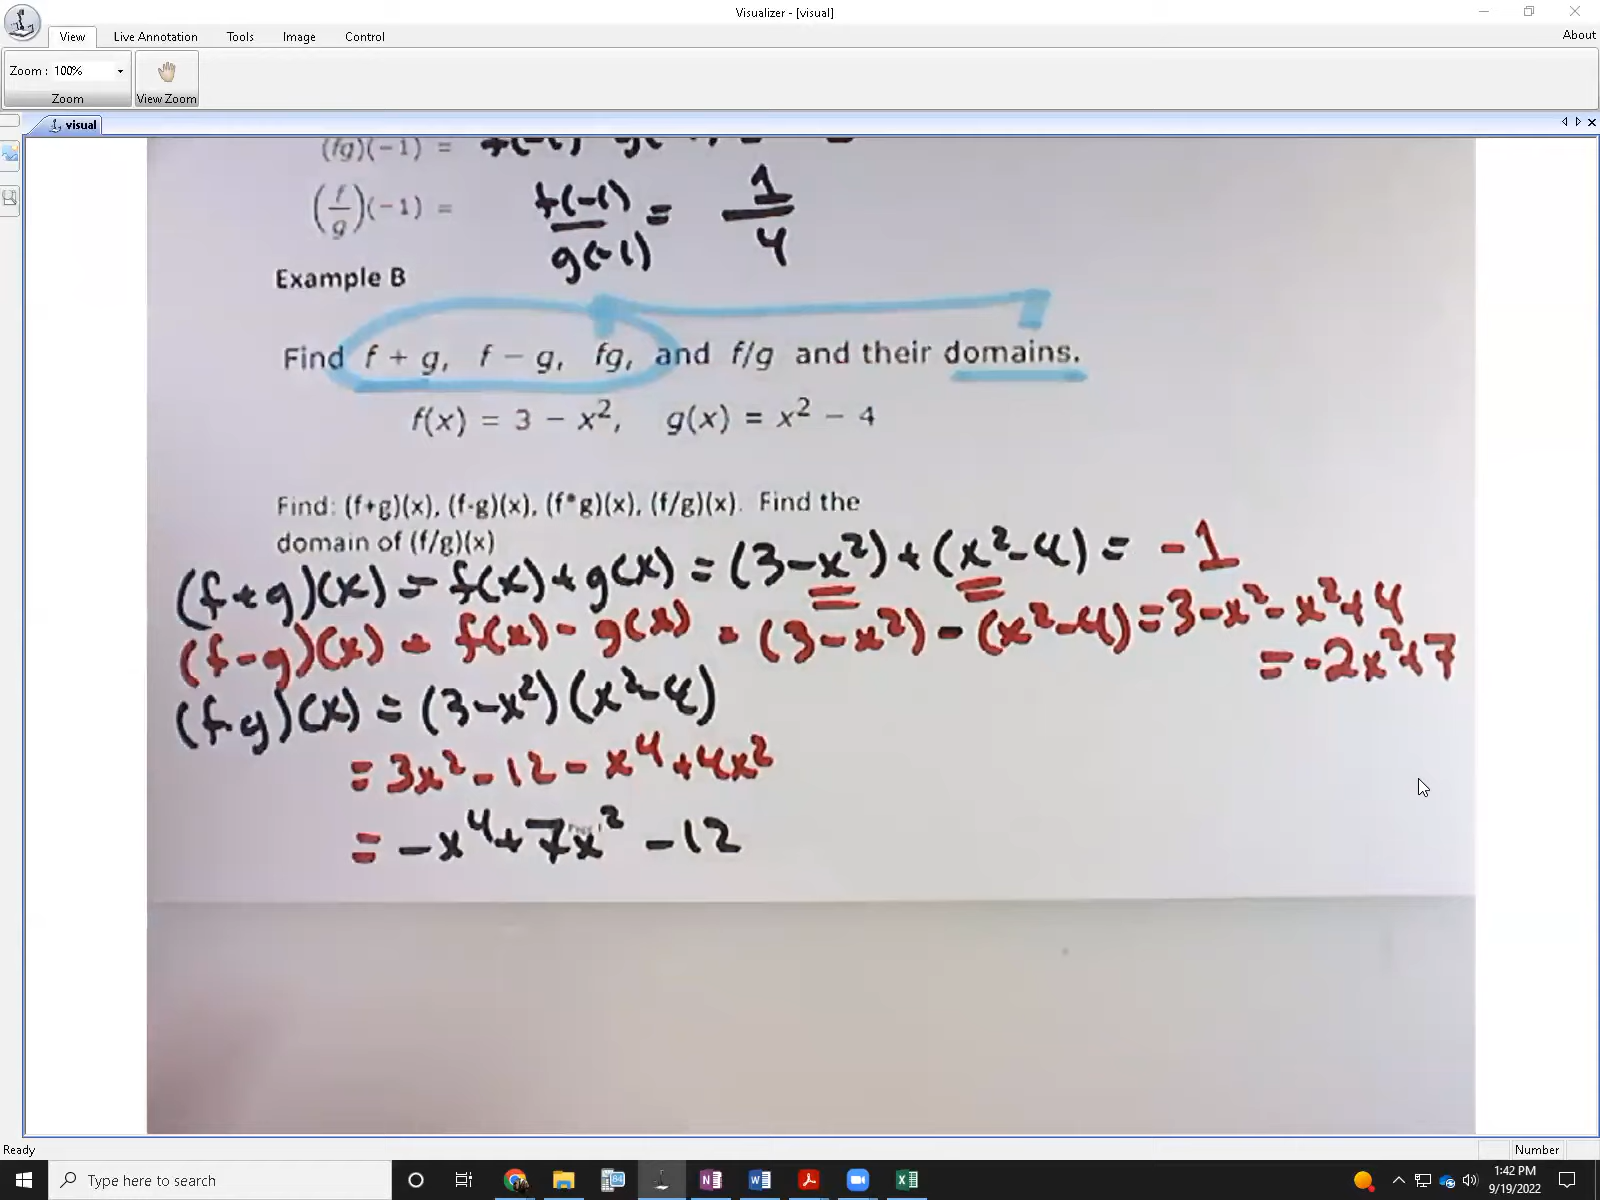 Visualizer - [visual]
View Live Annotation Tools Image Control About
Zoom : 100%
Zoom View Zoom
visual
(fg)(-1) =
(f/g)(-1) = f(-1)/g(-1) = 1/4
Example B
Find f + g, f − g, fg, and f/g and their domains.
f(x) = 3 − x², g(x) = x² − 4
Find: (f+g)(x), (f-g)(x), (f*g)(x), (f/g)(x). Find the
domain of (f/g)(x)
(f+g)(x) = f(x)+g(x) = (3-x²)+(x²-4) = -1
(f-g)(x) = f(x)-g(x) = (3-x²)-(x²-4)=3-x²-x²+4
= -2x²+7
(f·g)(x) = (3-x²)(x²-4)
= 3x²-12-x⁴+4x²
= -x⁴+7x²-12
Ready Number
Type here to search
1:42 PM
9/19/2022